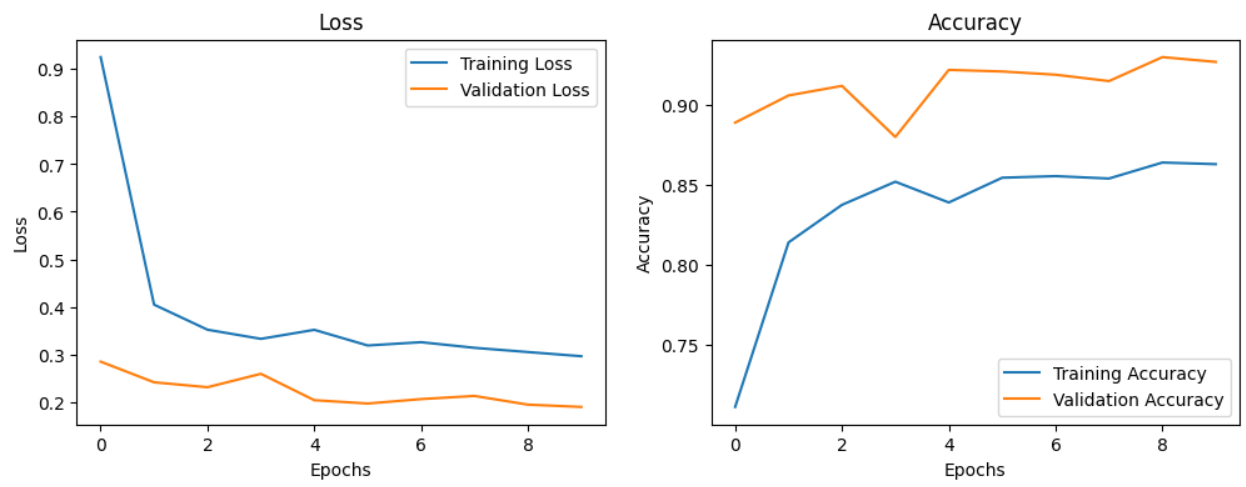 Loss
0.9
0.8
0.7
0.6
0.5
0.4
0.3
0.2
Loss
0 2 4 6 8
Epochs
Training Loss
Validation Loss
Accuracy
0.90
0.85
0.80
0.75
Accuracy
0 2 4 6 8
Epochs
Training Accuracy
Validation Accuracy